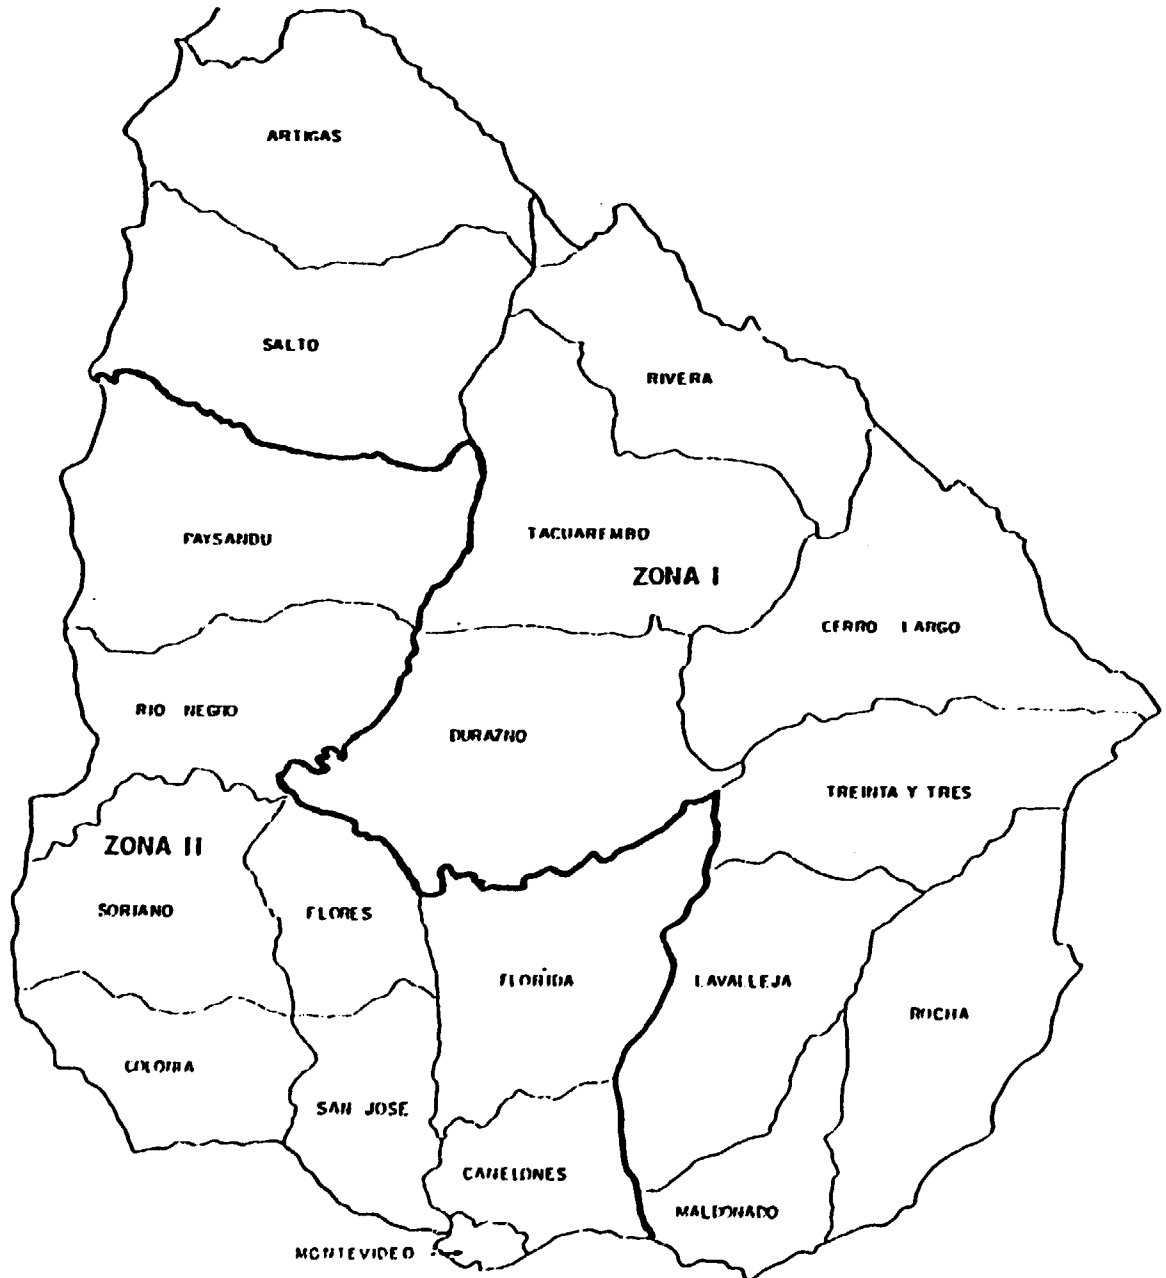 ARTIGAS
SALTO
RIVERA
PAYSANDU
TACUAREMBO
ZONA I
CERRO LARGO
RIO NEGRO
DURAZNO
TREINTA Y TRES
ZONA II
SORIANO
FLORES
FLORIDA
LAVALLEJA
ROCHA
COLONIA
SAN JOSE
CANELONES
MALDONADO
MONTEVIDEO